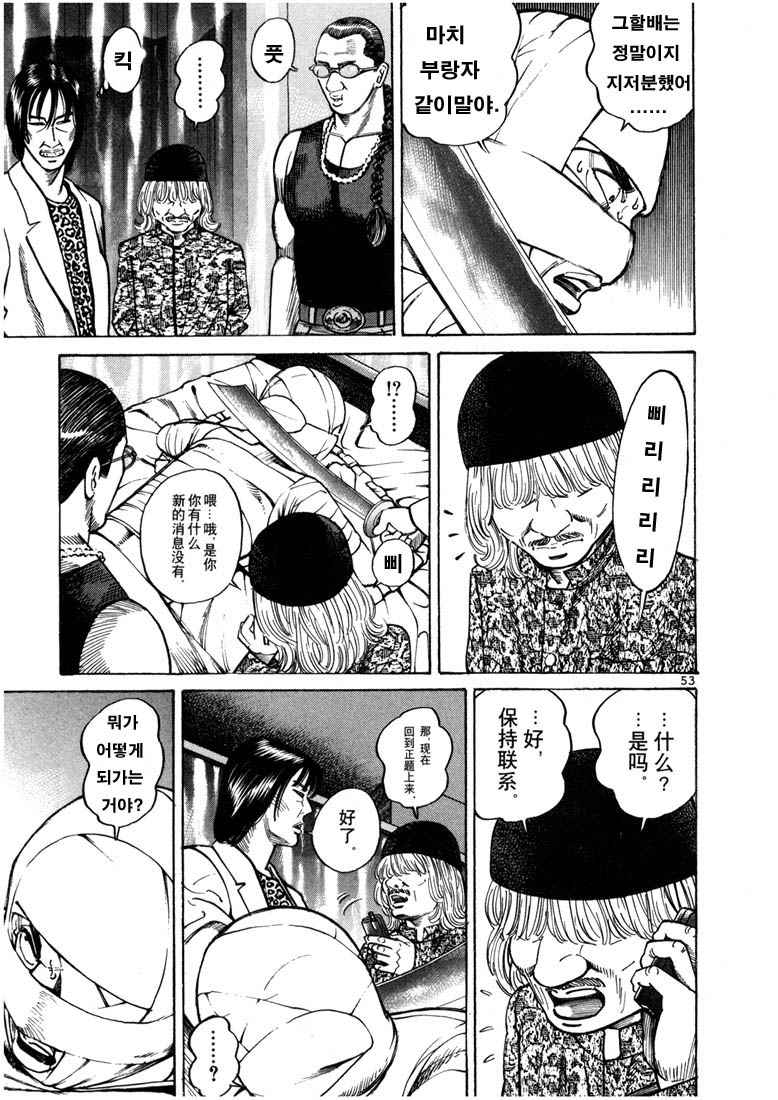 그할배는
정말이지
지저분했어
……
마치
부랑자
같이말야.
풋
……
킥
삐
리
리
리
리
!?
……
삐
喂…哦,是你
你有什么
新的消息没有.
53
…什么?
…是吗。
…好,
保持联系。
那,现在
回到正题上来,
好了.
……?
뭐가
어떻게
되가는
거야?